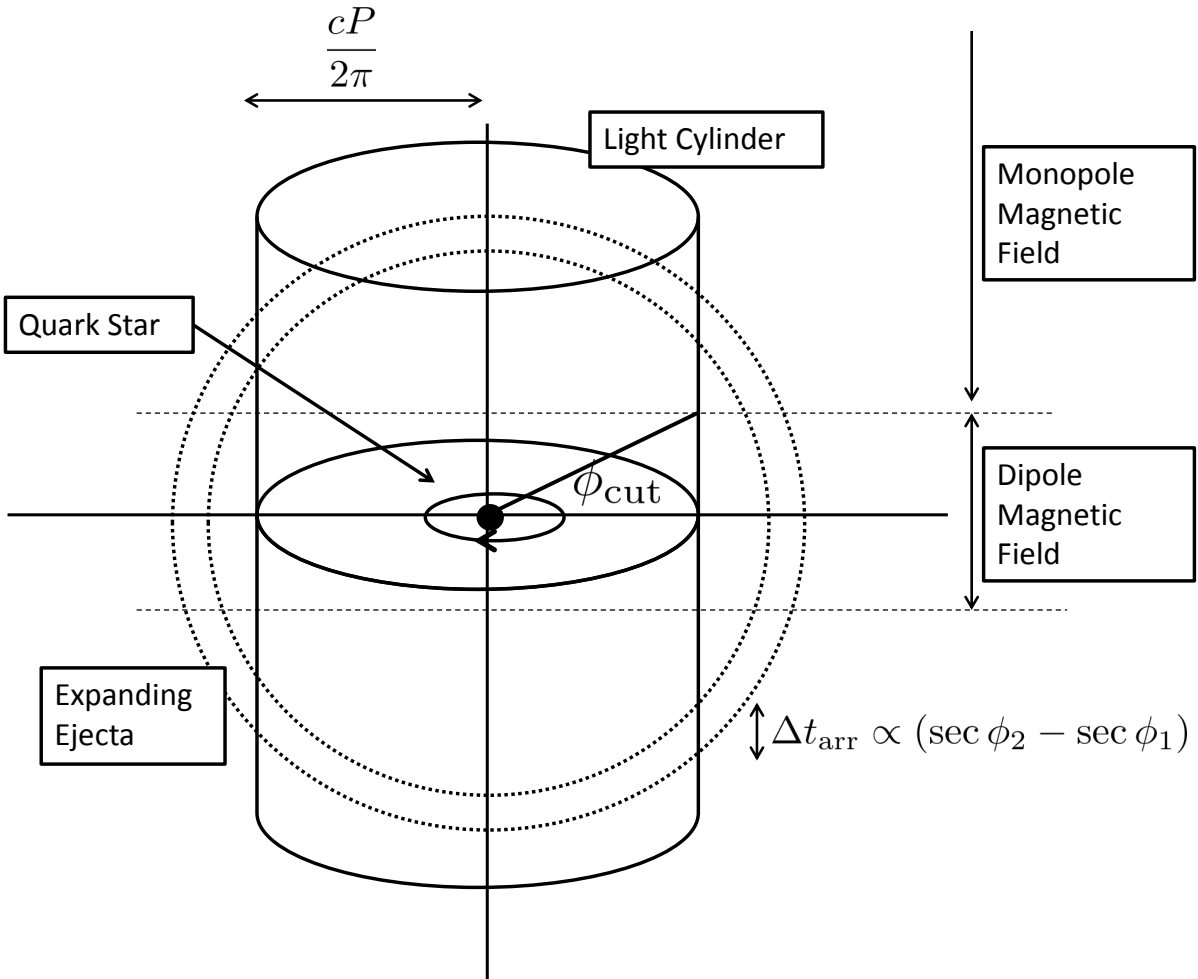 cP
2π
Light Cylinder
Monopole
Magnetic
Field
Quark Star
ϕcut
Dipole
Magnetic
Field
Expanding
Ejecta
Δtarr ∝ (sec ϕ2 − sec ϕ1)